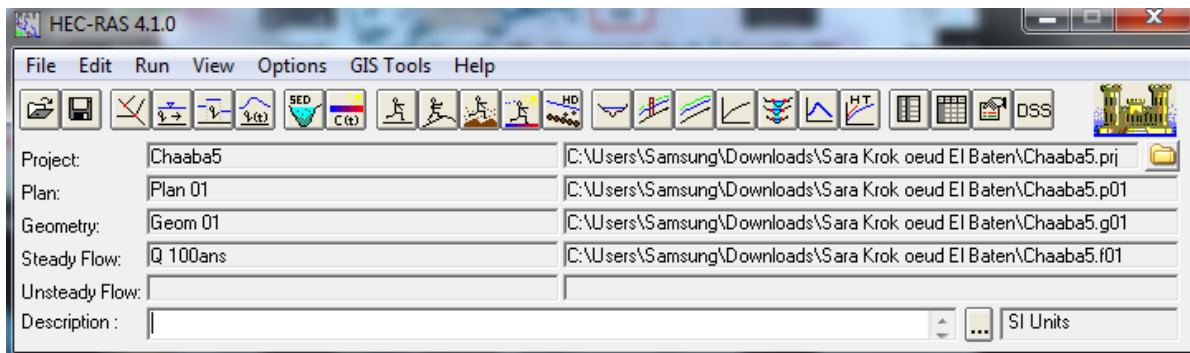 HEC-RAS 4.1.0
File Edit Run View Options GIS Tools Help
SED C(t) HD HT DSS
Project: Chaaba5 C:\Users\Samsung\Downloads\Sara Krok oeud El Baten\Chaaba5.prj
Plan: Plan 01 C:\Users\Samsung\Downloads\Sara Krok oeud El Baten\Chaaba5.p01
Geometry: Geom 01 C:\Users\Samsung\Downloads\Sara Krok oeud El Baten\Chaaba5.g01
Steady Flow: Q 100ans C:\Users\Samsung\Downloads\Sara Krok oeud El Baten\Chaaba5.f01
Unsteady Flow:
Description : ... SI Units